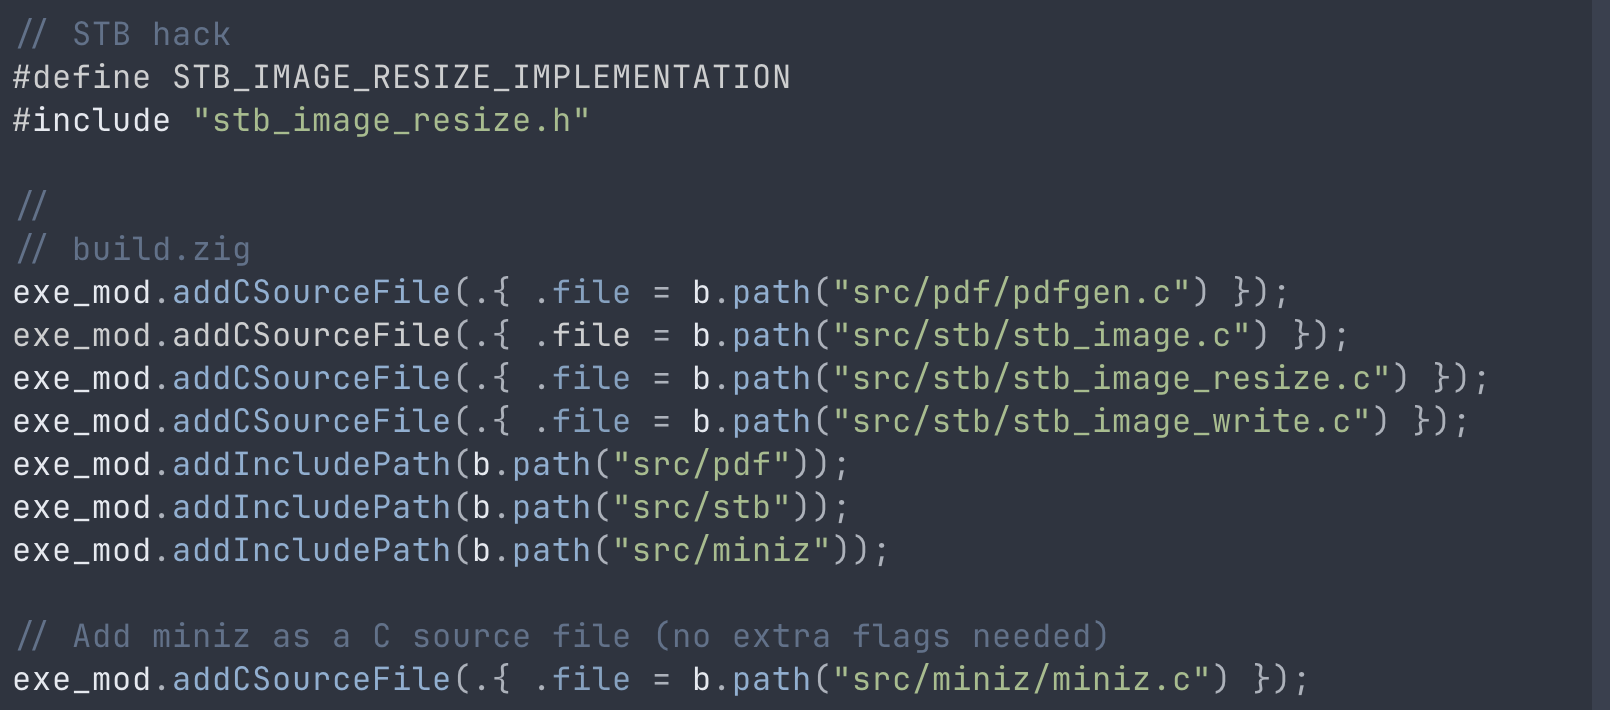 // STB hack
#define STB_IMAGE_RESIZE_IMPLEMENTATION
#include "stb_image_resize.h"
//
// build.zig
exe_mod.addCSourceFile(.{ .file = b.path("src/pdf/pdfgen.c") });
exe_mod.addCSourceFile(.{ .file = b.path("src/stb/stb_image.c") });
exe_mod.addCSourceFile(.{ .file = b.path("src/stb/stb_image_resize.c") });
exe_mod.addCSourceFile(.{ .file = b.path("src/stb/stb_image_write.c") });
exe_mod.addIncludePath(b.path("src/pdf"));
exe_mod.addIncludePath(b.path("src/stb"));
exe_mod.addIncludePath(b.path("src/miniz"));
// Add miniz as a C source file (no extra flags needed)
exe_mod.addCSourceFile(.{ .file = b.path("src/miniz/miniz.c") });